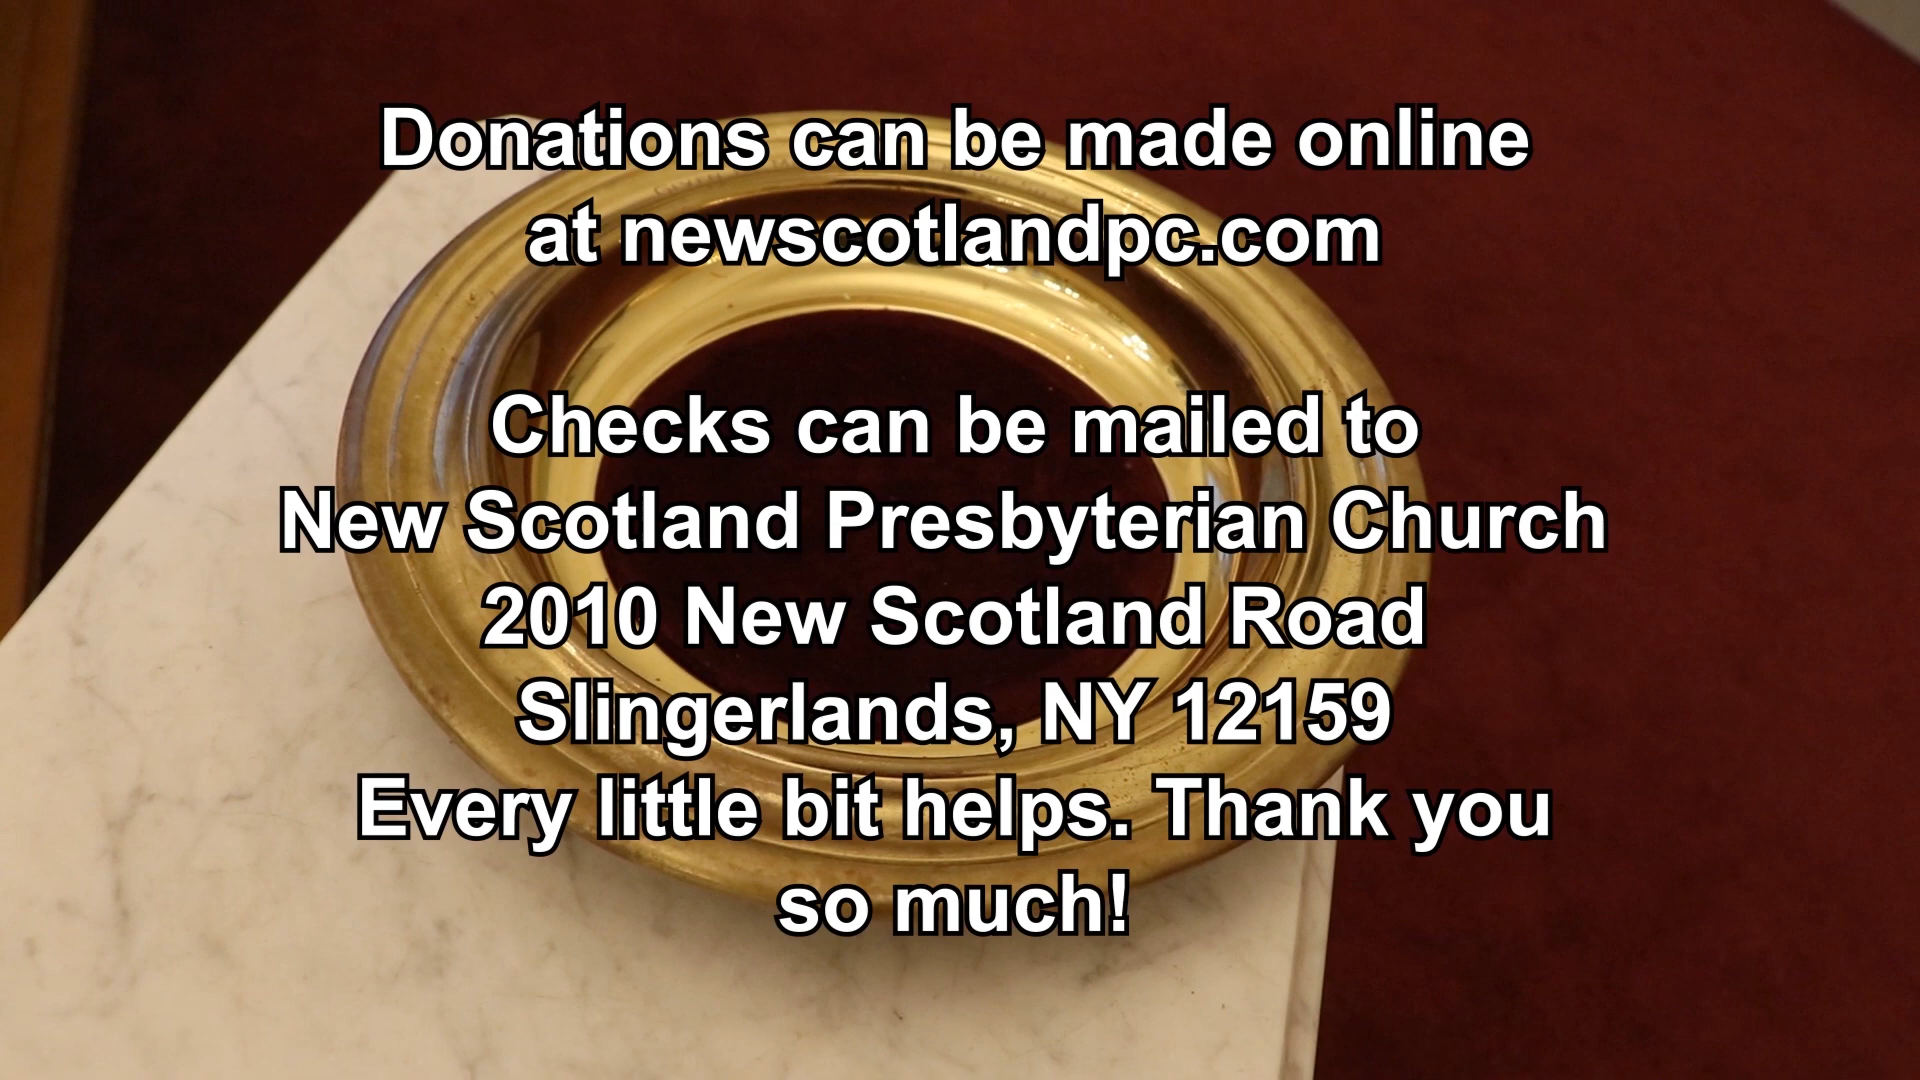 Donations can be made online
at newscotlandpc.com
Checks can be mailed to
New Scotland Presbyterian Church
2010 New Scotland Road
Slingerlands, NY 12159
Every little bit helps. Thank you
so much!